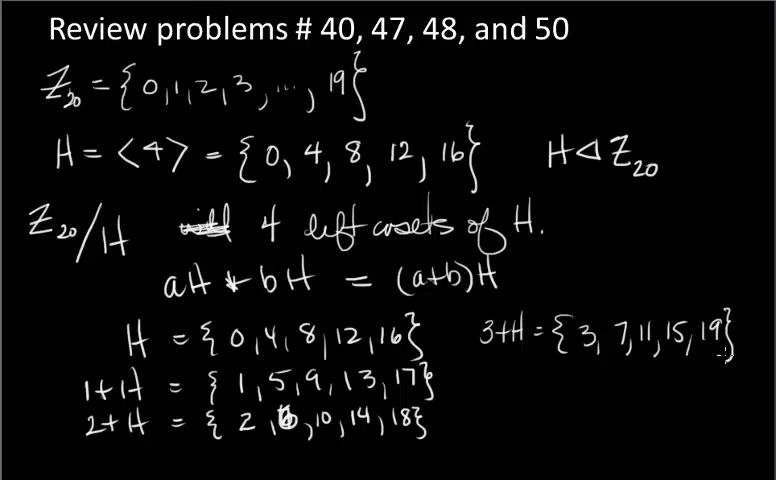 Review problems # 40, 47, 48, and 50
Z₂₀ = {0, 1, 2, 3, ..., 19}
H = <4> = {0, 4, 8, 12, 16} H ⊲ Z₂₀
Z₂₀/H 4 left cosets of H.
aH * bH = (a+b)H
H = {0, 4, 8, 12, 16} 3+H = {3, 7, 11, 15, 19}
1+H = {1, 5, 9, 13, 17}
2+H = {2, 6, 10, 14, 18}